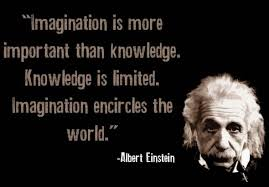 “Imagination is more
important than knowledge.
Knowledge is limited.
Imagination encircles the
world.”
-Albert Einstein